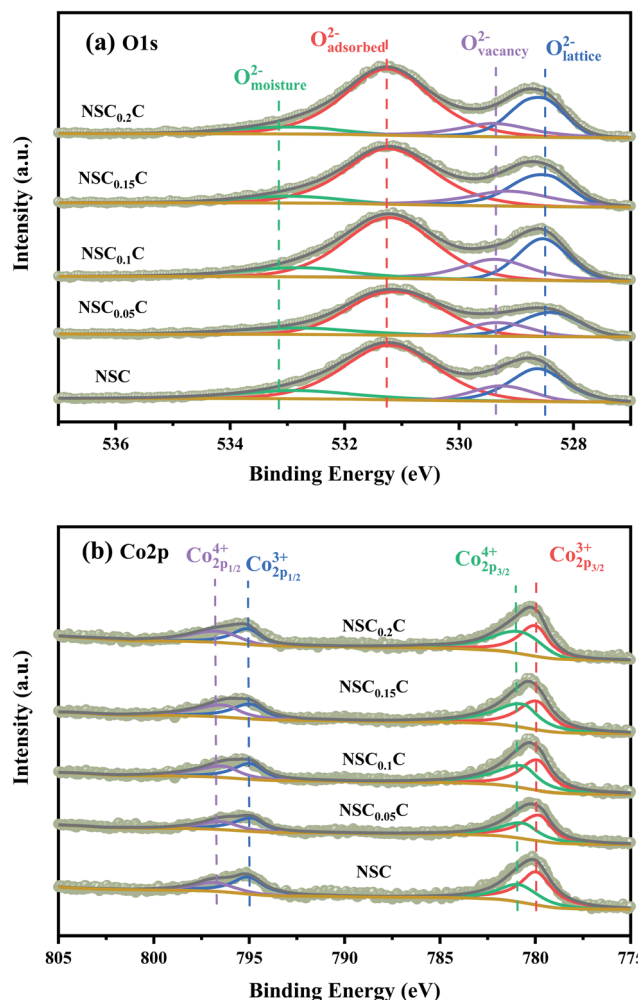 (a) O1s
O²⁻moisture O²⁻adsorbed O²⁻vacancy O²⁻lattice
NSC₀.₂C
NSC₀.₁₅C
NSC₀.₁C
NSC₀.₀₅C
NSC
Intensity (a.u.)
536 534 532 530 528
Binding Energy (eV)
(b) Co2p
Co⁴⁺2p1/2 Co³⁺2p1/2 Co⁴⁺2p3/2 Co³⁺2p3/2
NSC₀.₂C
NSC₀.₁₅C
NSC₀.₁C
NSC₀.₀₅C
NSC
Intensity (a.u.)
805 800 795 790 785 780 775
Binding Energy (eV)